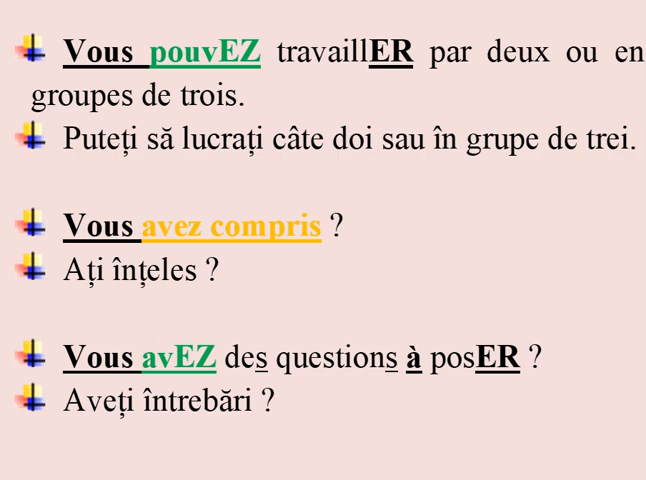 Vous pouvEZ travaillER par deux ou en
groupes de trois.
Puteți să lucrați câte doi sau în grupe de trei.
Vous avez compris ?
Ați înțeles ?
Vous avEZ des questions à posER ?
Aveți întrebări ?